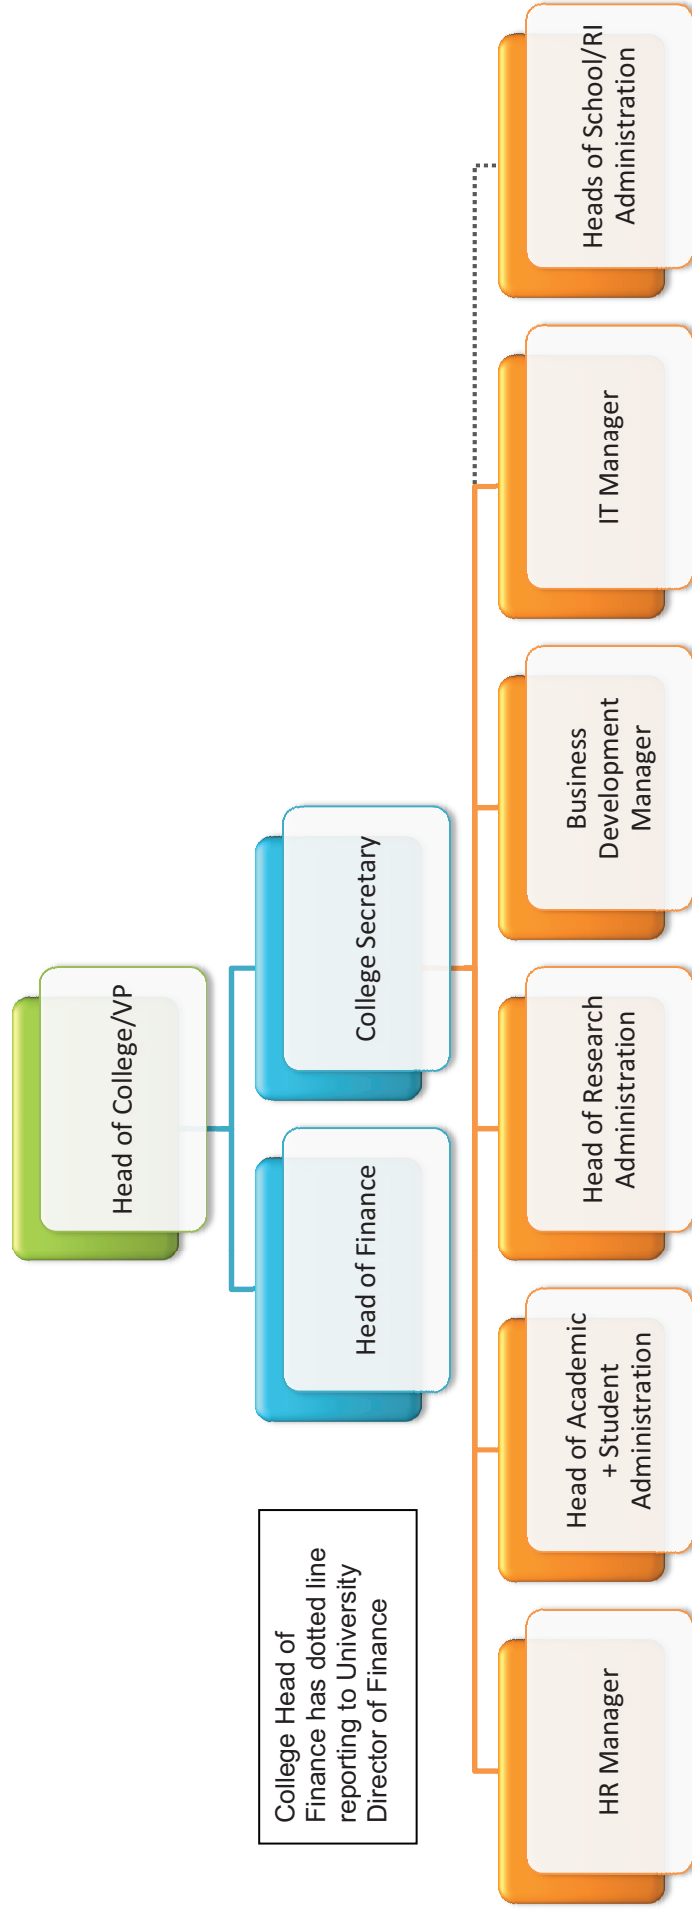 Head of College/VP
Head of Finance
College Secretary
College Head of
Finance has dotted line
reporting to University
Director of Finance
HR Manager
Head of Academic
+ Student
Administration
Head of Research
Administration
Business
Development
Manager
IT Manager
Heads of School/RI
Administration